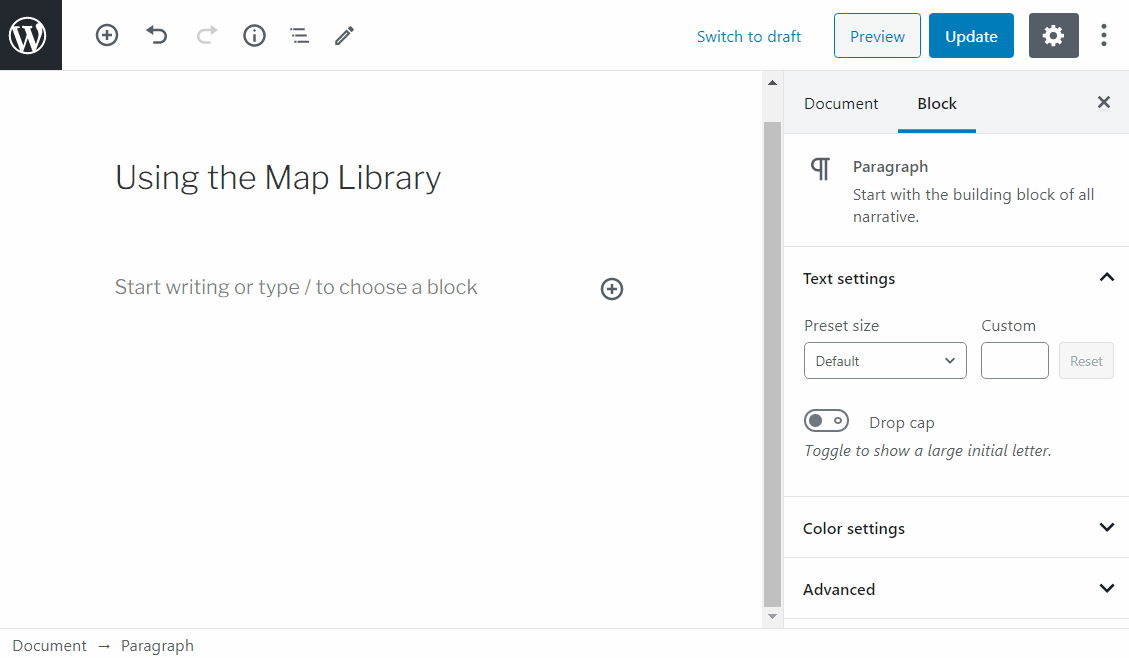 Switch to draft
Preview
Update
Document
Block
Using the Map Library
Start writing or type / to choose a block
Paragraph
Start with the building block of all
narrative.
Text settings
Preset size
Custom
Default
Reset
Drop cap
Toggle to show a large initial letter.
Color settings
Advanced
Document → Paragraph